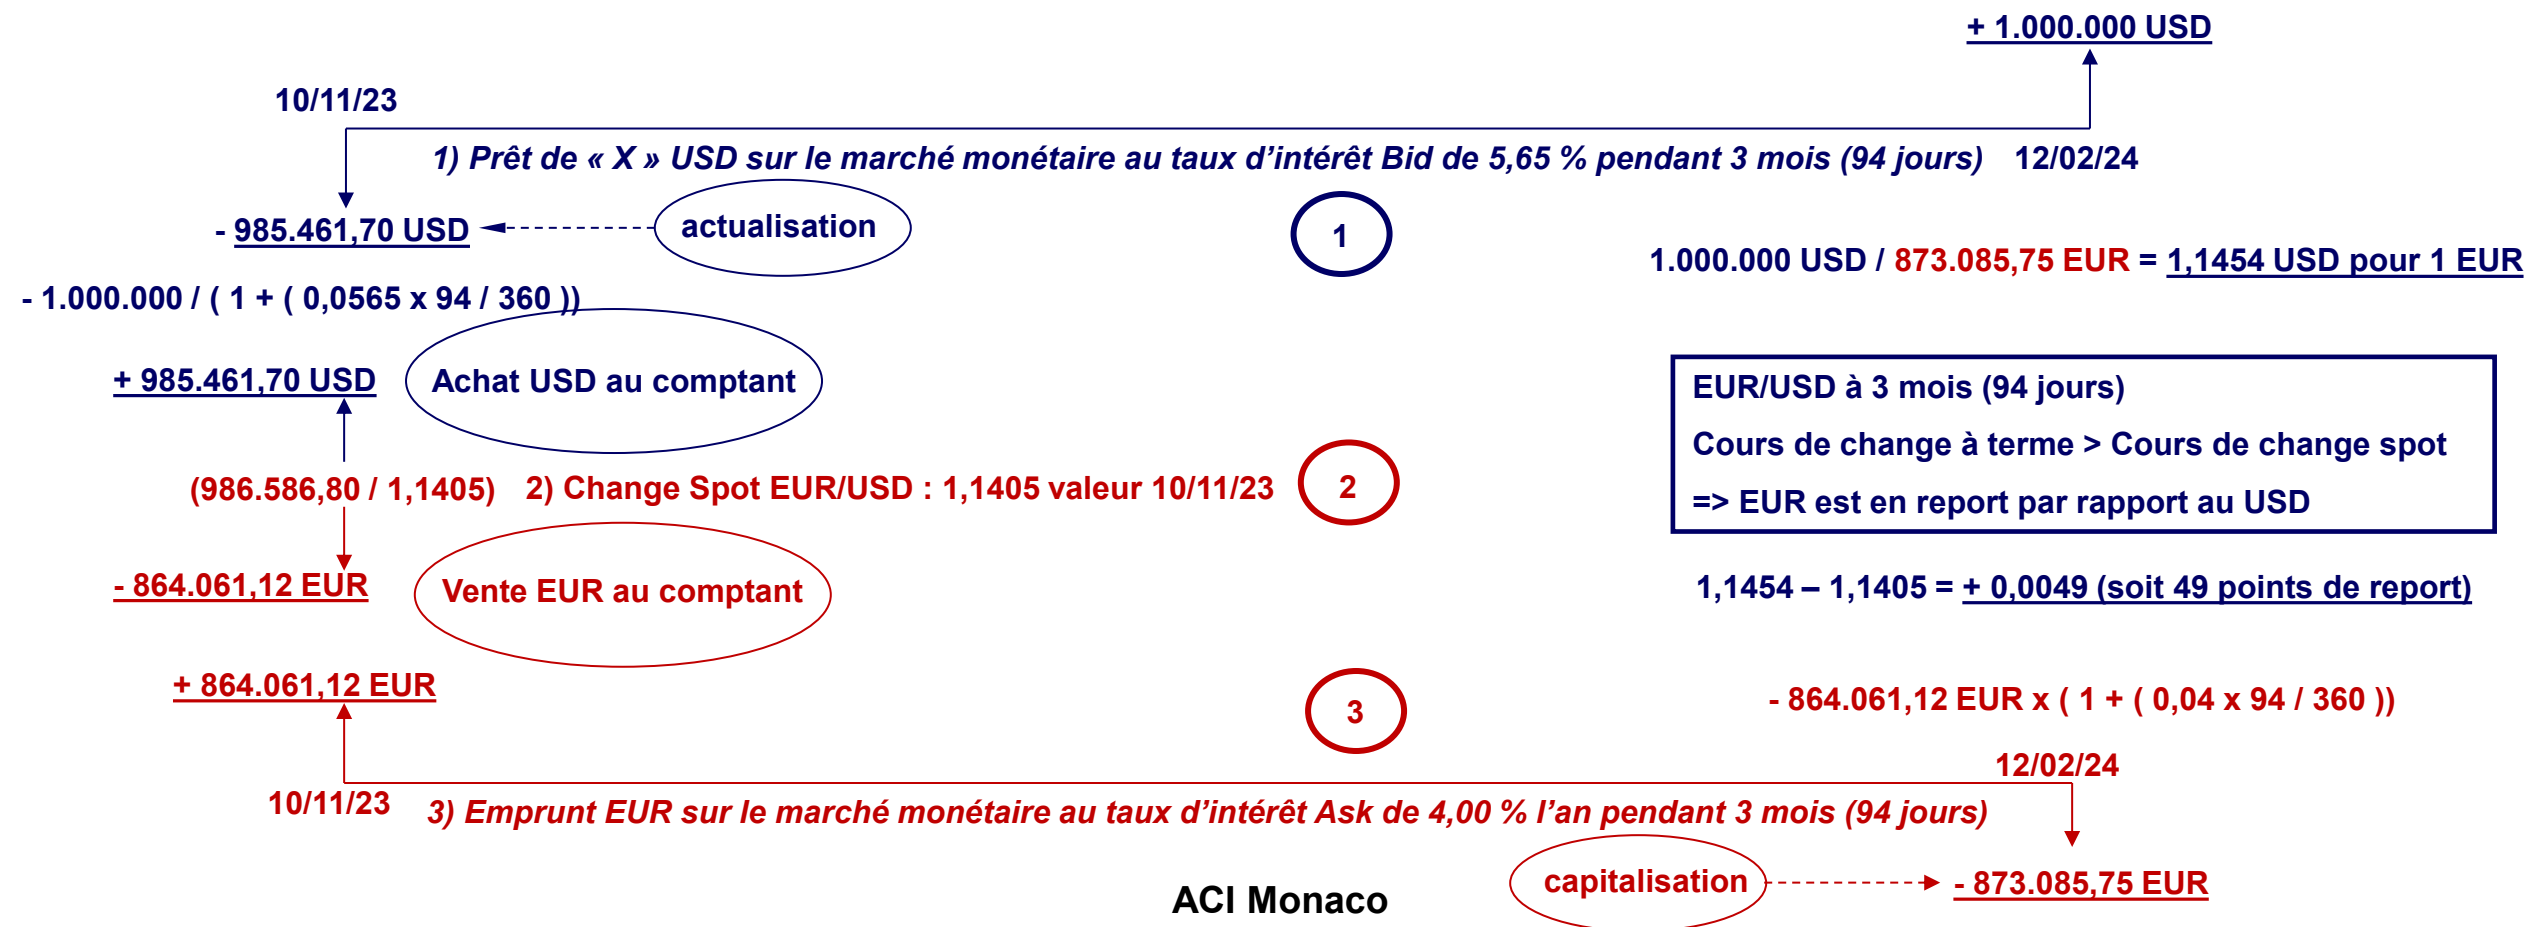 + 1.000.000 USD
10/11/23
1) Prêt de « X » USD sur le marché monétaire au taux d’intérêt Bid de 5,65 % pendant 3 mois (94 jours) 12/02/24
- 985.461,70 USD
actualisation
1
1.000.000 USD / 873.085,75 EUR = 1,1454 USD pour 1 EUR
- 1.000.000 / ( 1 + ( 0,0565 x 94 / 360 ))
+ 985.461,70 USD
Achat USD au comptant
EUR/USD à 3 mois (94 jours)
Cours de change à terme > Cours de change spot
=> EUR est en report par rapport au USD
(986.586,80 / 1,1405)
2) Change Spot EUR/USD : 1,1405 valeur 10/11/23
2
- 864.061,12 EUR
Vente EUR au comptant
1,1454 – 1,1405 = + 0,0049 (soit 49 points de report)
+ 864.061,12 EUR
3
- 864.061,12 EUR x ( 1 + ( 0,04 x 94 / 360 ))
12/02/24
10/11/23
3) Emprunt EUR sur le marché monétaire au taux d’intérêt Ask de 4,00 % l’an pendant 3 mois (94 jours)
capitalisation
- 873.085,75 EUR
ACI Monaco